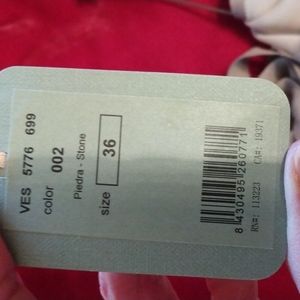 VES 5776 699
color 002
Piedra - Stone
size 36
8 430495 260771
RN#: 113223 CA#: 19371